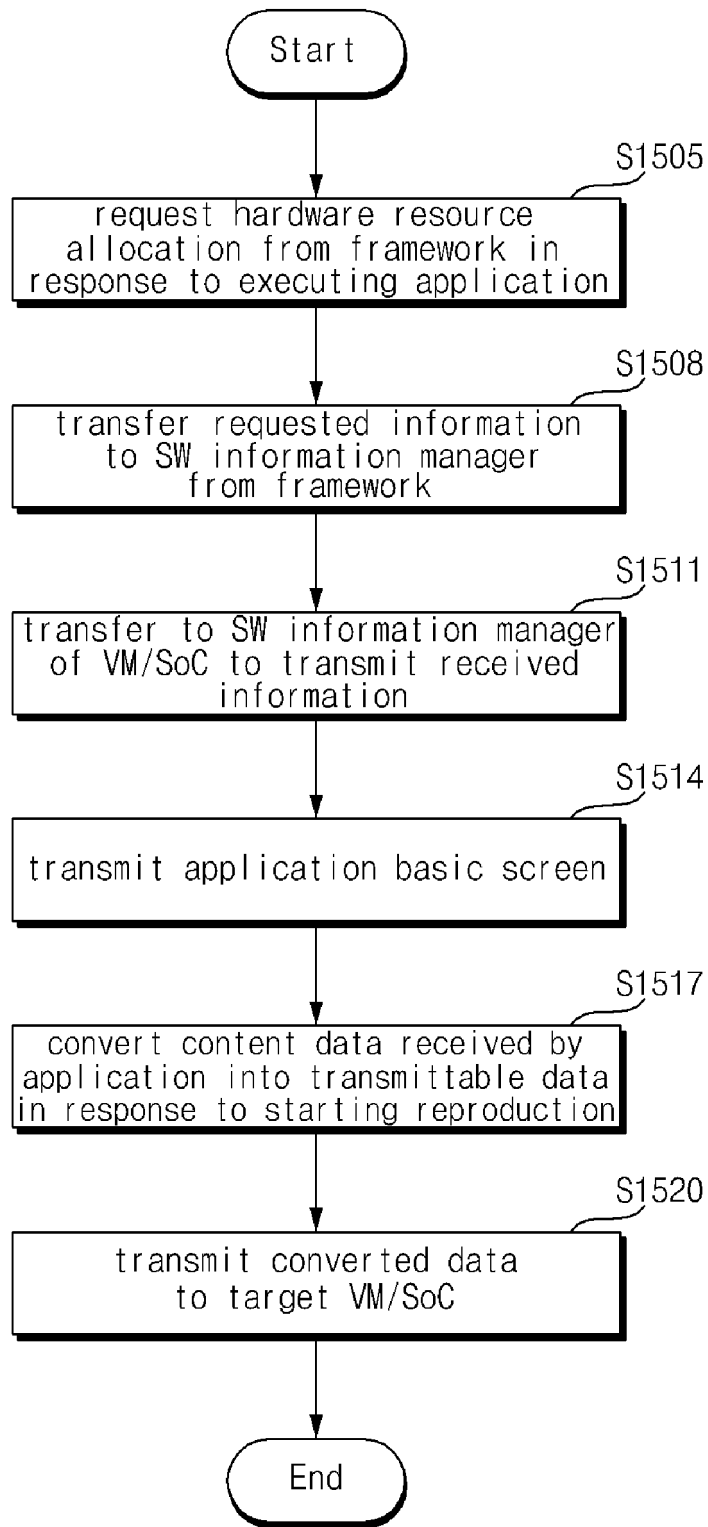 Start
S1505
request hardware resource
allocation from framework in
response to executing application
S1508
transfer requested information
to SW information manager
from framework
S1511
transfer to SW information manager
of VM/SoC to transmit received
information
S1514
transmit application basic screen
S1517
convert content data received by
application into transmittable data
in response to starting reproduction
S1520
transmit converted data
to target VM/SoC
End